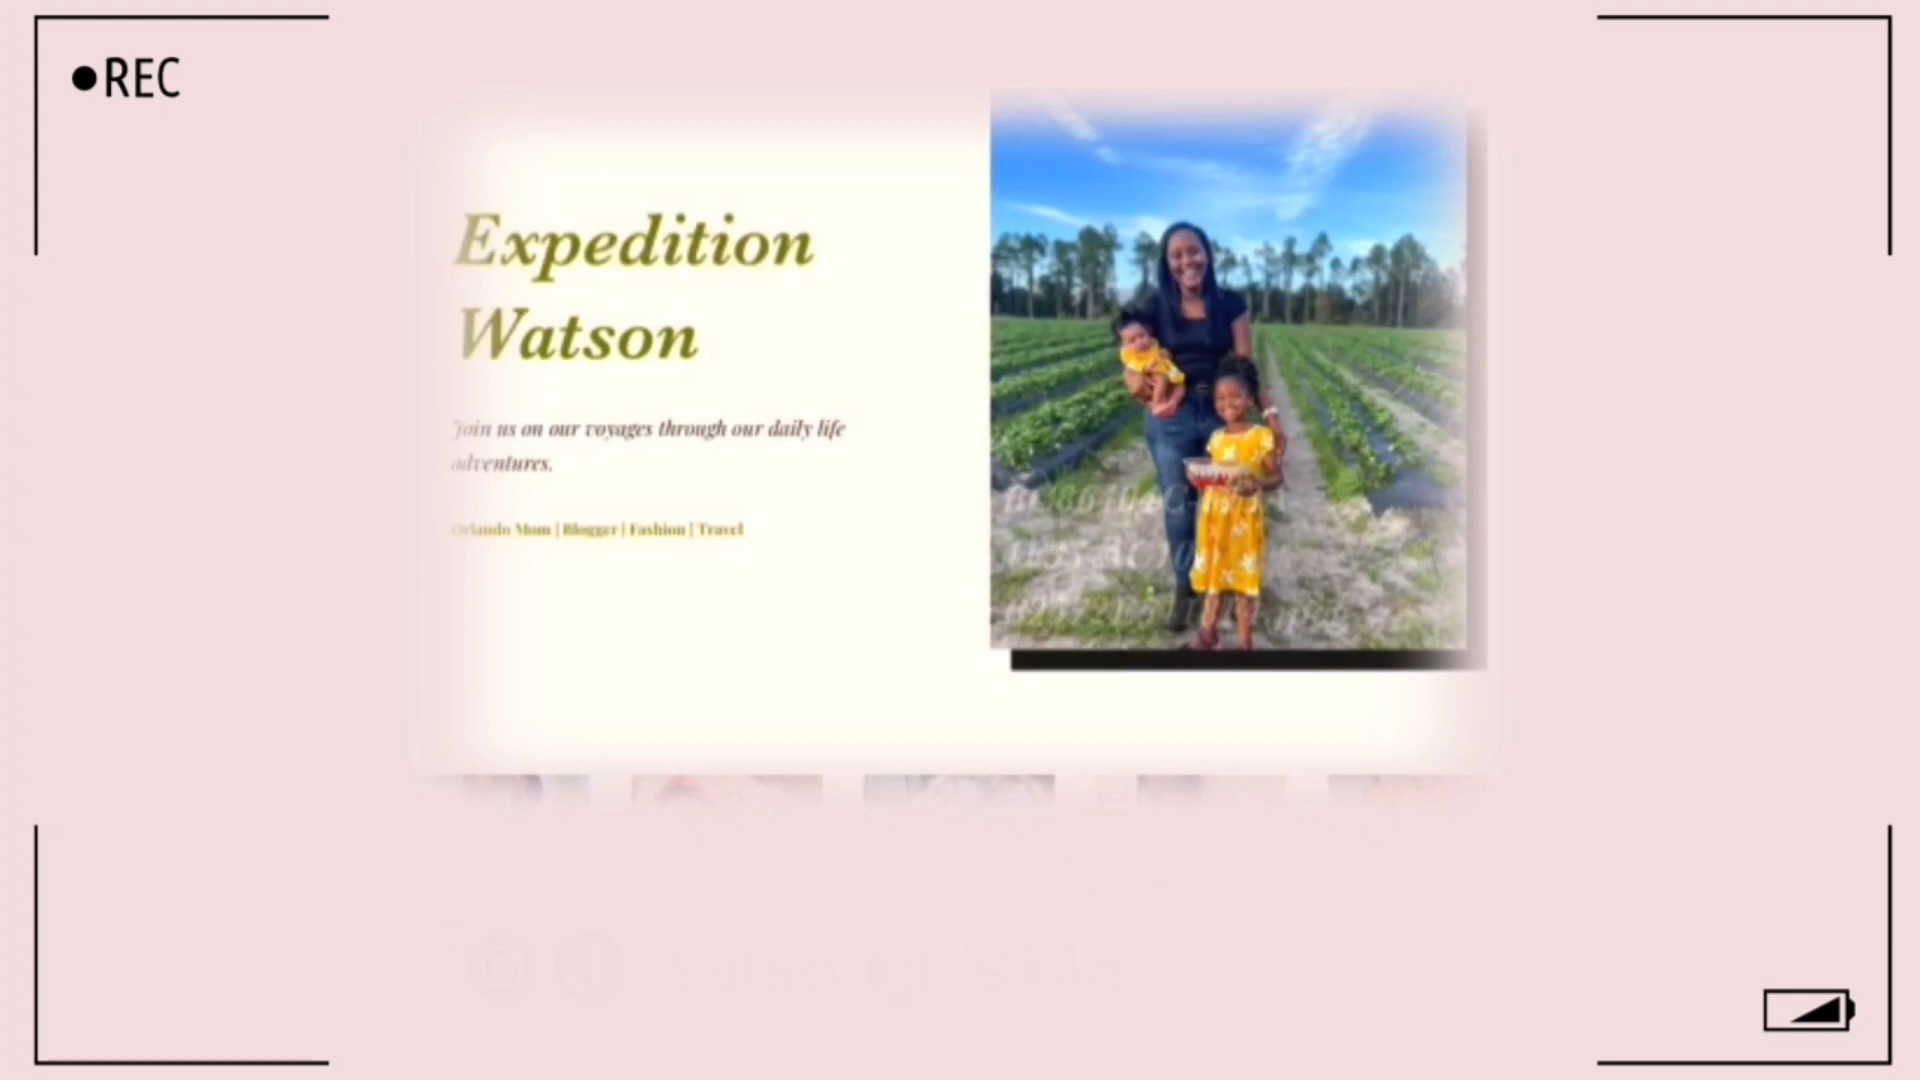 REC
Expedition
Watson
Join us on our voyages through our daily life
adventures.
Orlando Mom | Blogger | Fashion | Travel